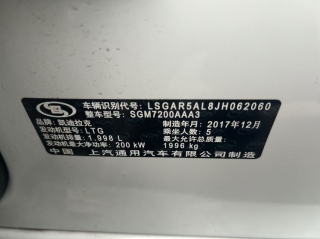 车辆识别代号: LSGAR5AL8JH062060
整车型号: SGM7200AAA3
品牌: 凯迪拉克 制造年月: 2017年12月
发动机型号: LTG 乘坐人数: 5
发动机排量: 1,998 L 最大允许总质量:
发动机最大净功率: 200 kW 1996 kg
中国 上汽通用汽车有限公司制造